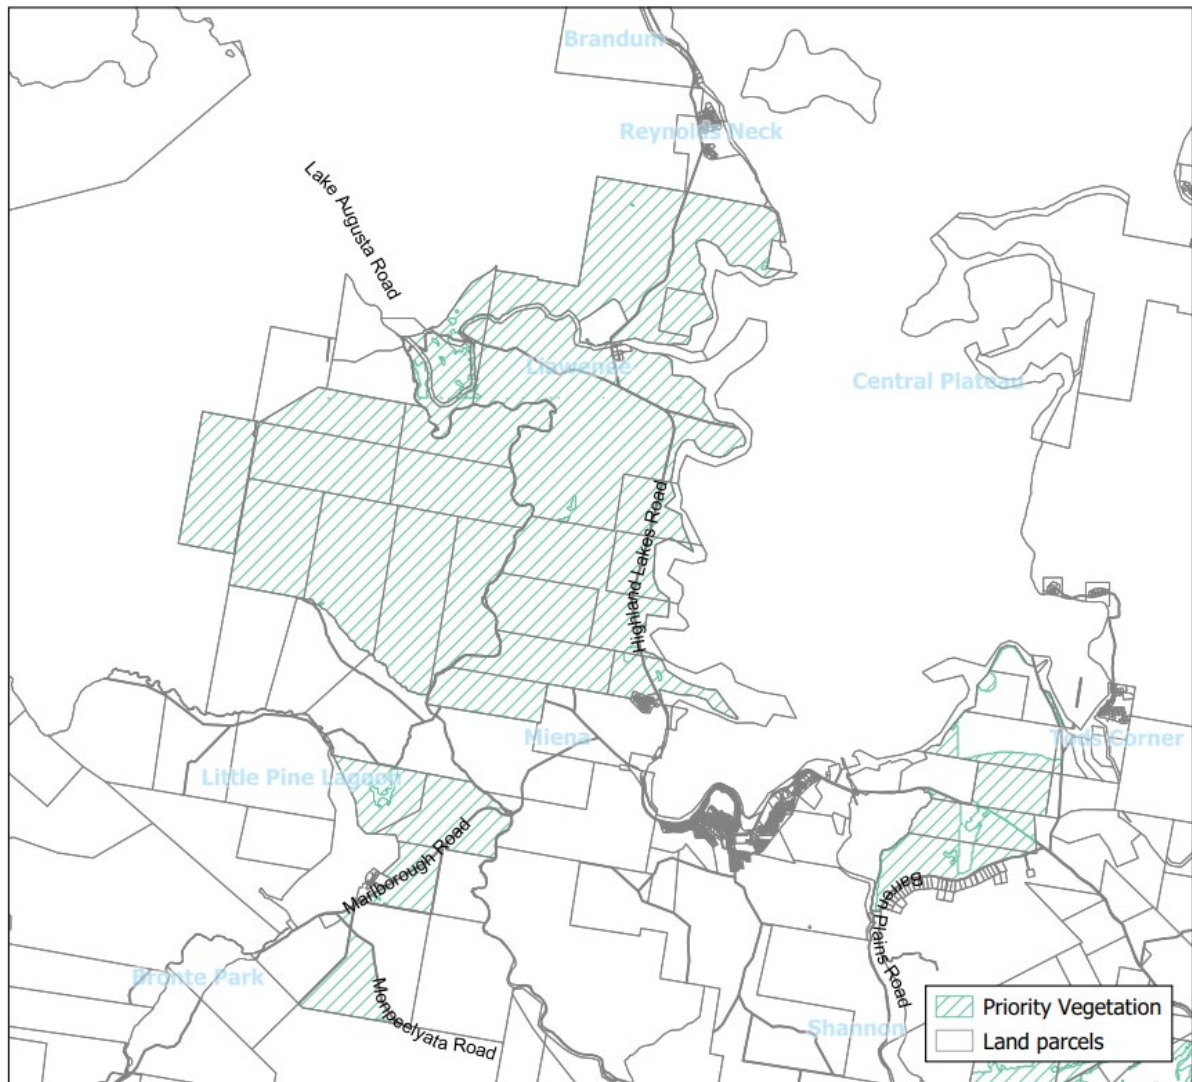 Brandum
Reynolds Neck
Lake Augusta Road
Liawenee
Central Plateau
Highland Lakes Road
Miena
Tods Corner
Little Pine Lagoon
Marlborough Road
Barren Plains Road
Bronte Park
Monpeelyata Road
Shannon
Priority Vegetation
Land parcels